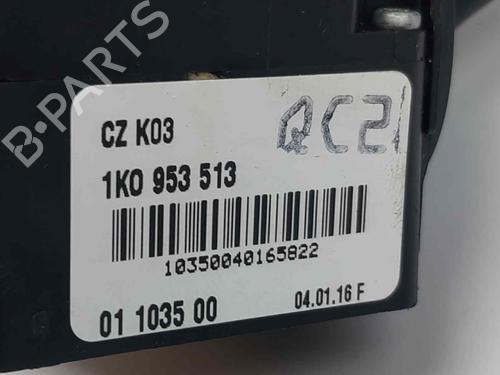 CZ K03
QC2
1K0 953 513
10350040165822
01 1035 00
04.01.16 F
B-PARTS